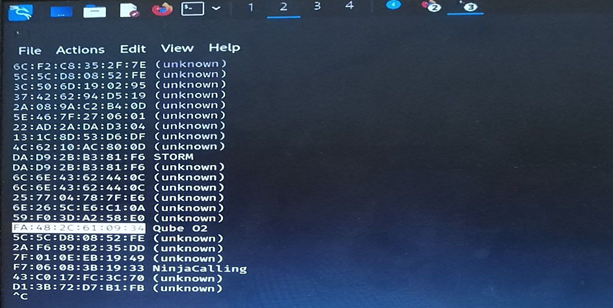 1 2 3 4 2 3
File Actions Edit View Help
6C:F2:C8:35:2F:7E (unknown)
5C:5C:D8:08:52:FE (unknown)
3C:50:6D:19:02:95 (unknown)
37:42:62:94:D5:19 (unknown)
2A:08:9A:C2:B4:0D (unknown)
5E:46:7F:27:06:01 (unknown)
22:AD:2A:DA:D3:04 (unknown)
13:1C:8D:53:D6:DF (unknown)
4C:62:10:AC:80:0D (unknown)
DA:D9:2B:B3:81:F6 STORM
DA:D9:2B:B3:81:F6 (unknown)
6C:6E:43:62:44:0C (unknown)
6C:6E:43:62:44:0C (unknown)
25:77:04:78:7F:E6 (unknown)
6E:26:5C:E6:C1:0A (unknown)
59:F0:3D:A2:58:E0 (unknown)
FA:48:2C:61:09:34 Qube O2
5C:5C:D8:08:52:FE (unknown)
2A:F6:89:82:35:DD (unknown)
7F:01:0E:EB:19:49 (unknown)
F7:06:08:3B:19:33 NinjaCalling
43:C0:17:FC:3C:70 (unknown)
D1:3B:72:D7:B1:FB (unknown)
^C